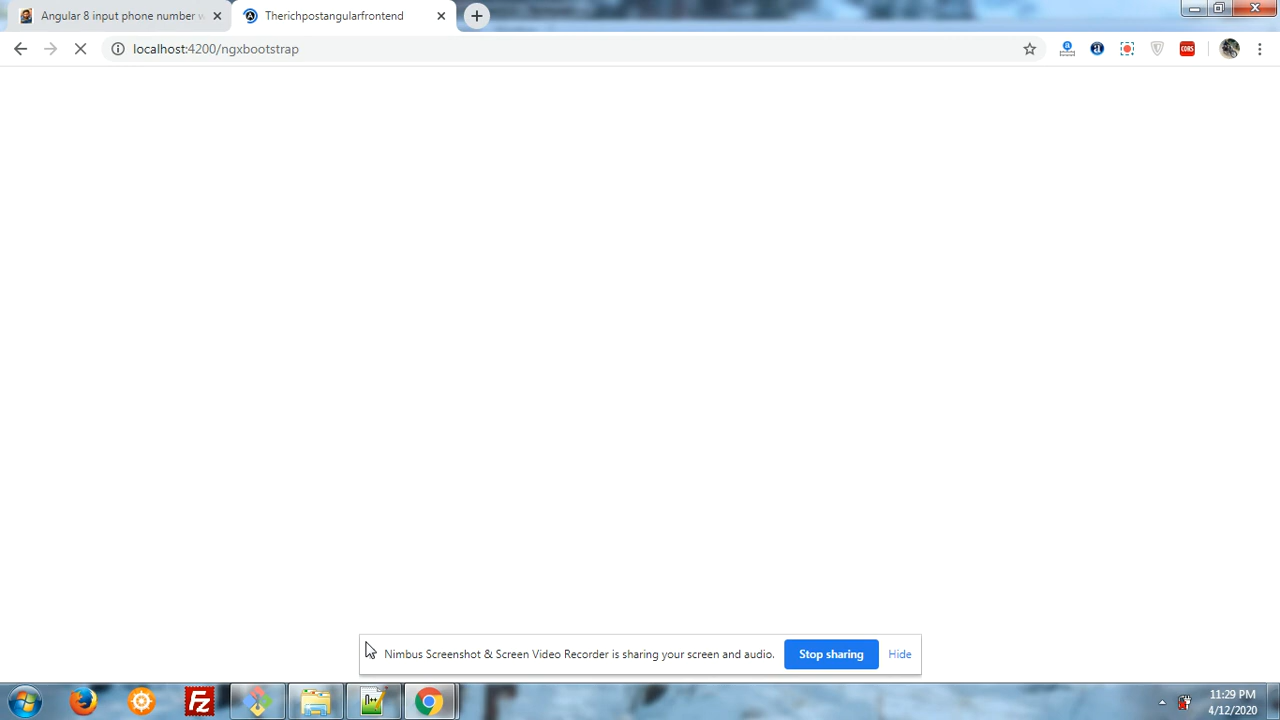 Angular 8 input phone number w
Therichpostangularfrontend
localhost:4200/ngxbootstrap
CORS
Nimbus Screenshot & Screen Video Recorder is sharing your screen and audio.
Stop sharing
Hide
11:29 PM
4/12/2020